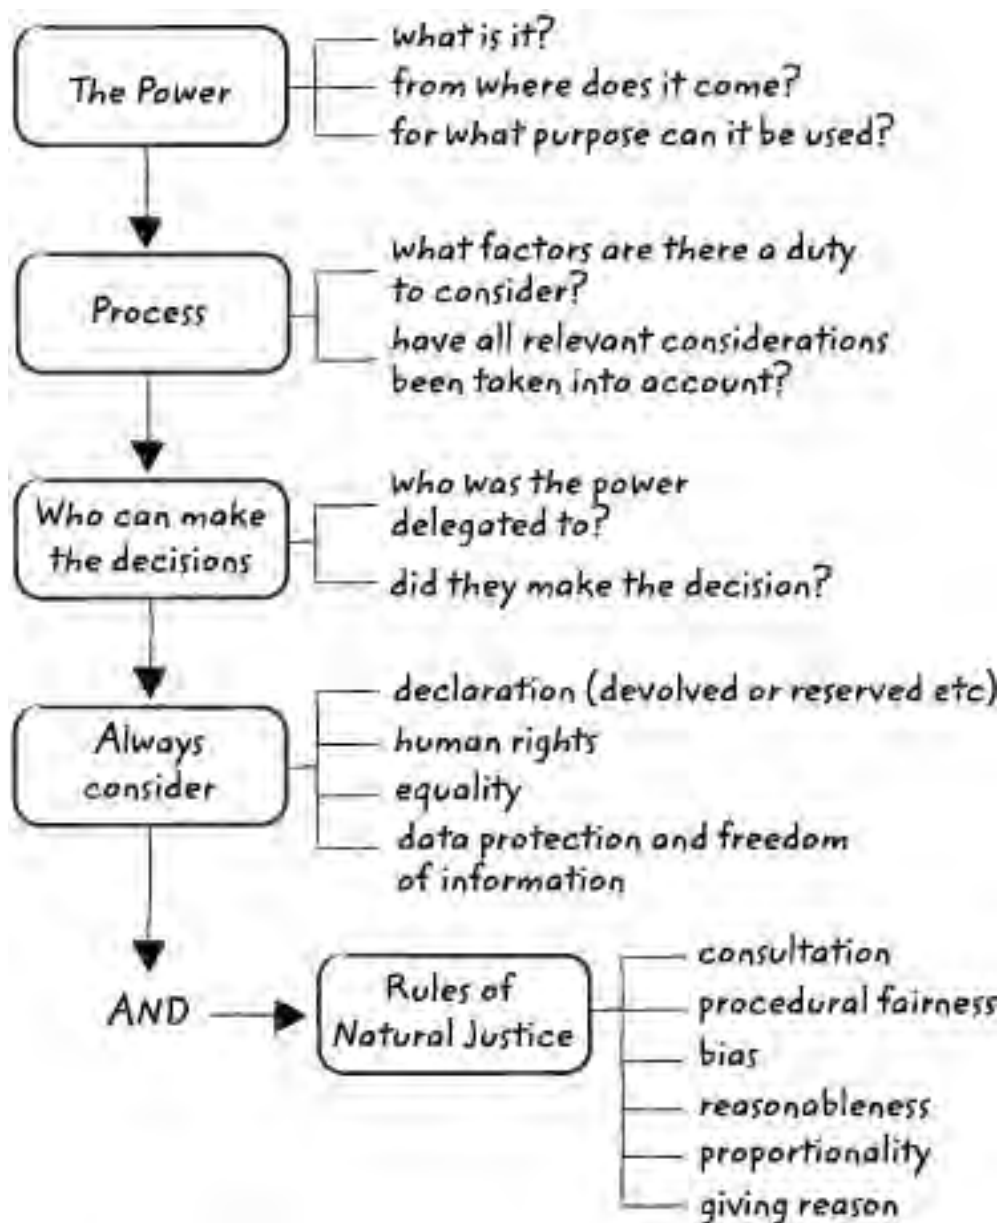 The Power
what is it?
from where does it come?
for what purpose can it be used?
Process
what factors are there a duty
to consider?
have all relevant considerations
been taken into account?
Who can make
the decisions
who was the power
delegated to?
did they make the decision?
Always
consider
declaration (devolved or reserved etc)
human rights
equality
data protection and freedom
of information
AND
Rules of
Natural Justice
consultation
procedural fairness
bias
reasonableness
proportionality
giving reason